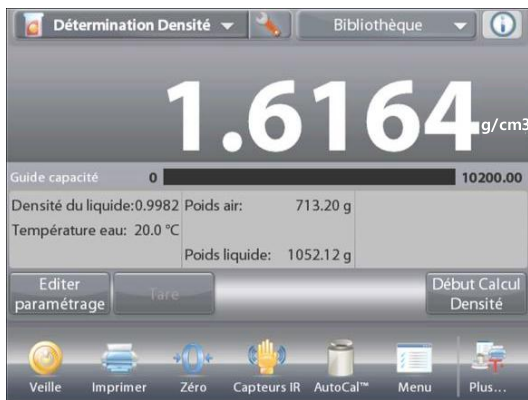 Détermination Densité Bibliothèque
1.6164 g/cm3
Guide capacité 0 10200.00
Densité du liquide:0.9982 Poids air: 713.20 g
Température eau: 20.0 °C
Poids liquide: 1052.12 g
Editer paramétrage
Tare
Début Calcul Densité
Veille Imprimer Zéro Capteurs IR AutoCal™ Menu Plus...